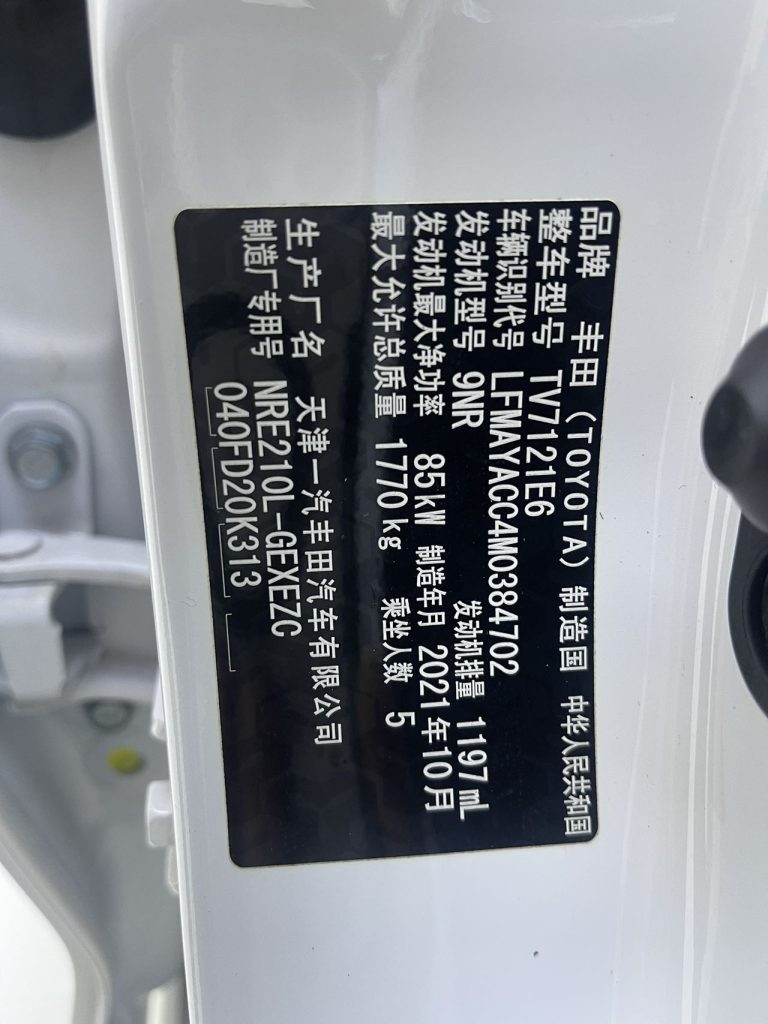 品牌 丰田（TOYOTA） 制造国 中华人民共和国
整车型号 TV7121E6
车辆识别代号 LFMAYACC4M0384702
发动机型号 9NR 发动机排量 1197mL
发动机最大净功率 85kW 制造年月 2021年10月
最大允许总质量 1770kg 乘坐人数 5
生产厂名 天津一汽丰田汽车有限公司
制造厂专用号 NRE210L-GEXEZC
040FD20K313